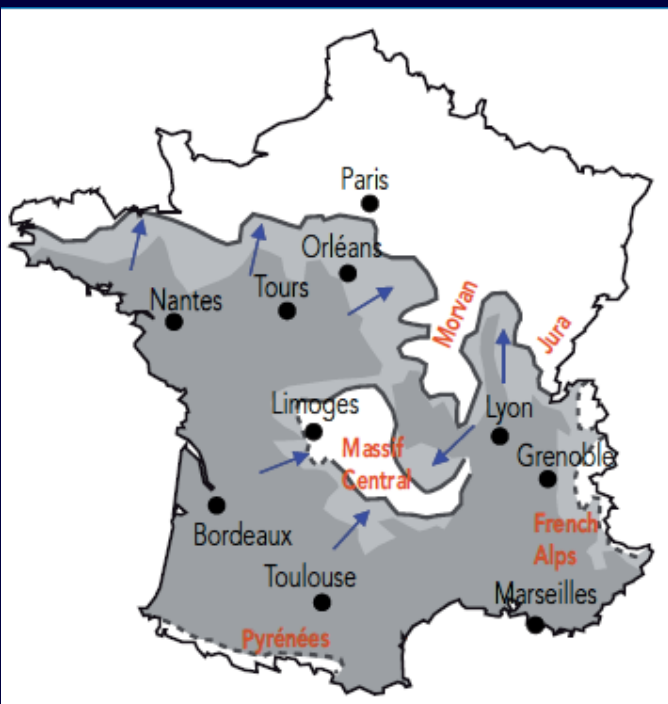 Paris
Orléans
Tours
Nantes
Morvan
Jura
Limoges
Lyon
Massif
Central
Grenoble
Bordeaux
French
Alps
Toulouse
Marseilles
Pyrénées